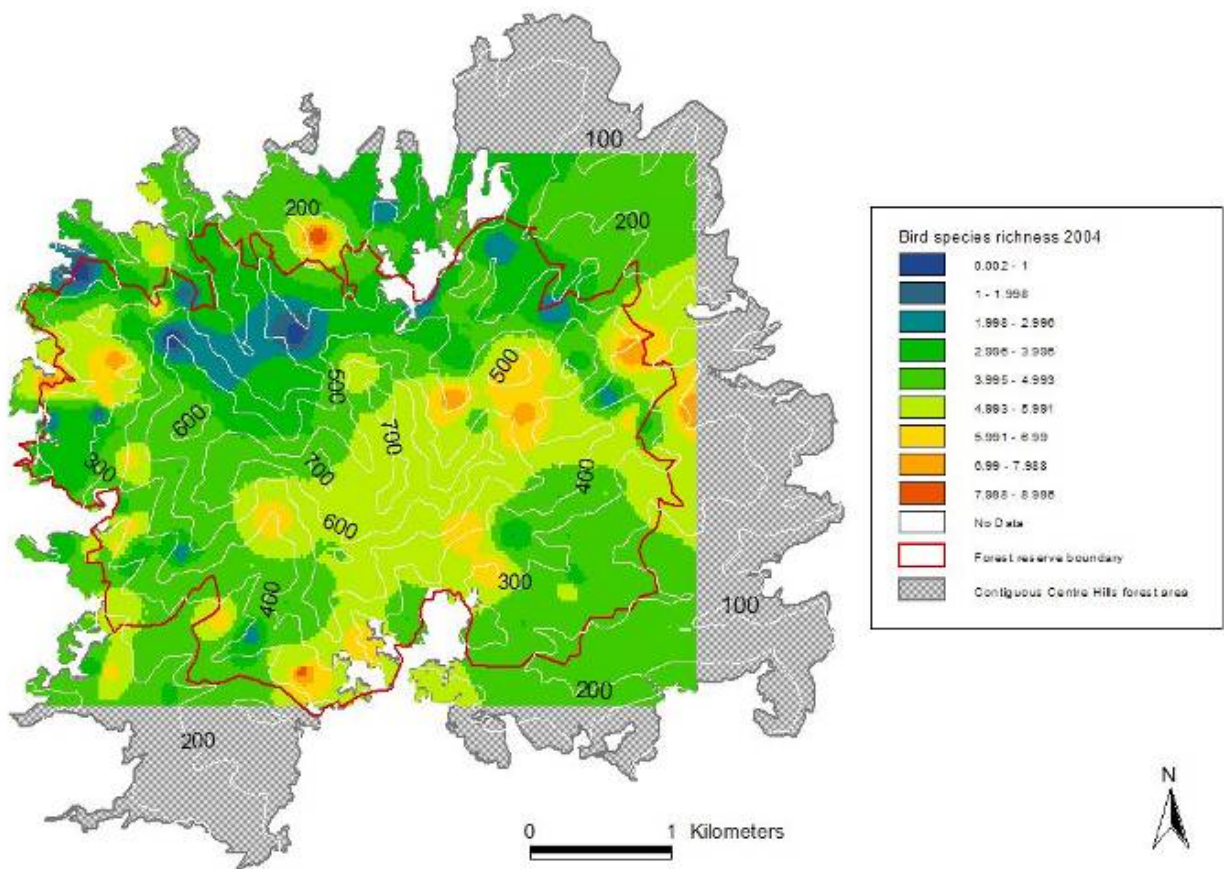 100
200
200
500
500
600
700
300
700
400
600
300
400
100
200
200
Bird species richness 2004
0.002 - 1
1 - 1.998
1.998 - 2.996
2.996 - 3.995
3.995 - 4.993
4.993 - 5.991
5.991 - 6.99
6.99 - 7.988
7.988 - 8.986
No Data
Forest reserve boundary
Contiguous Centre Hills forest area
N
0 1 Kilometers